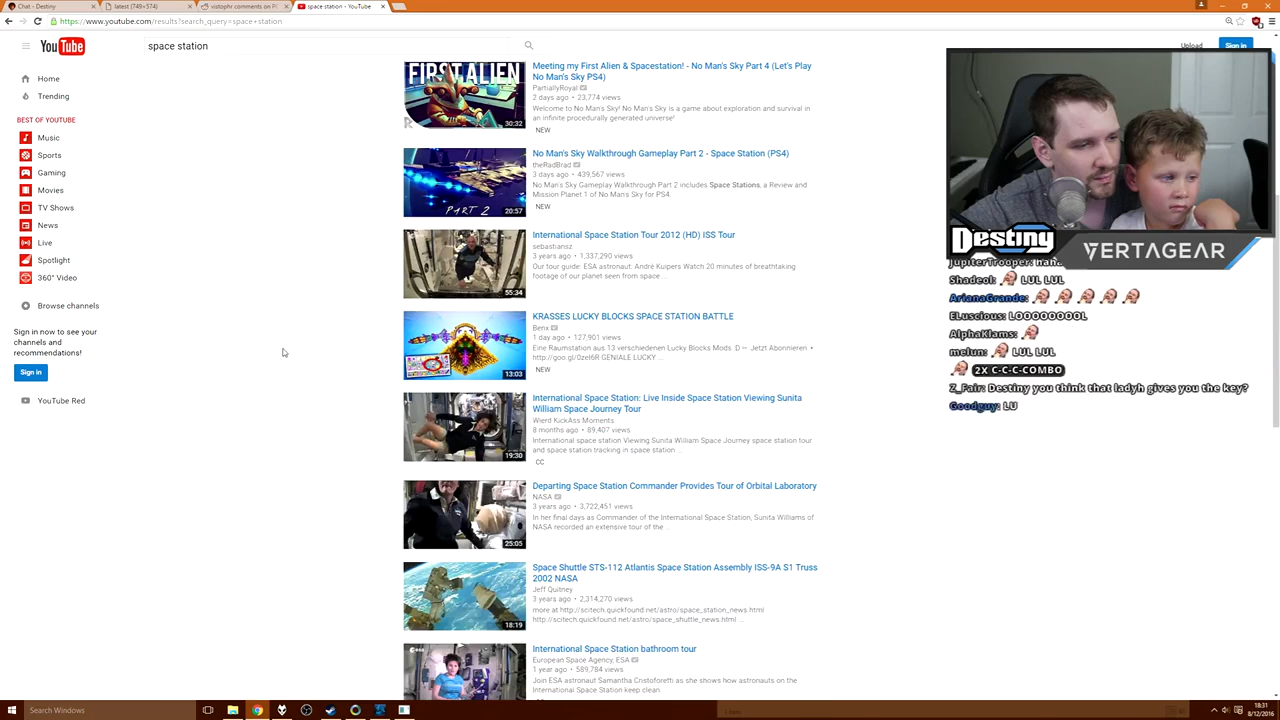 Chat - Destiny
latest (749×574)
viotophr comments on Pl
space station - YouTube
https://www.youtube.com/results?search_query=space+station
YouTube
space station
Upload
Sign in
Home
Trending
BEST OF YOUTUBE
Music
Sports
Gaming
Movies
TV Shows
News
Live
Spotlight
360° Video
Browse channels
Sign in now to see your
channels and
recommendations!
Sign in
YouTube Red
FIRST ALIEN
30:32
Meeting my First Alien & Spacestation! - No Man's Sky Part 4 (Let's Play
No Man's Sky PS4)
PartiallyRoyal
2 days ago • 23,774 views
Welcome to No Man's Sky! No Man's Sky is a game about exploration and survival in
an infinite procedurally generated universe!
NEW
PART 2
20:57
No Man's Sky Walkthrough Gameplay Part 2 - Space Station (PS4)
theRadBrad
3 days ago • 439,567 views
No Man's Sky Gameplay Walkthrough Part 2 includes Space Stations, a Review and
Mission Planet 1 of No Man's Sky for PS4.
NEW
55:34
International Space Station Tour 2012 (HD) ISS Tour
sebastiansz
3 years ago • 1,337,290 views
Our tour guide: ESA astronaut: André Kuipers Watch 20 minutes of breathtaking
footage of our planet seen from space ...
13:03
KRASSES LUCKY BLOCKS SPACE STATION BATTLE
Benx
1 day ago • 127,901 views
Eine Raumstation aus 13 verschiedenen Lucky Blocks Mods. D ➣ Jetzt Abonnieren •
http://goo.gl/0zel6R GENIALE LUCKY ...
NEW
19:30
International Space Station: Live Inside Space Station Viewing Sunita
William Space Journey Tour
Wierd KickAss Moments
8 months ago • 89,407 views
International space station Viewing Sunita William Space Journey space station tour
and space station tracking in space station ...
CC
25:05
Departing Space Station Commander Provides Tour of Orbital Laboratory
NASA
3 years ago • 3,722,451 views
In her final days as Commander of the International Space Station, Sunita Williams of
NASA recorded an extensive tour of the ...
18:19
Space Shuttle STS-112 Atlantis Space Station Assembly ISS-9A S1 Truss
2002 NASA
Jeff Quitney
3 years ago • 2,314,270 views
more at http://scitech.quickfound.net/astro/space_station_news.html
http://scitech.quickfound.net/astro/space_shuttle_news.html ...
esa
International Space Station bathroom tour
European Space Agency, ESA
1 year ago • 589,784 views
Join ESA astronaut Samantha Cristoforetti as she shows how astronauts on the
International Space Station keep clean.
Destiny
VERTAGEAR
JupiterTrooper: haha
Shadeol: LUL LUL
ArianaGrande:
ELuscious: LOOOOOOOOL
AlphaKlams:
melun: LUL LUL
2X C-C-C-COMBO
Z_Fair: Destiny you think that ladyh gives you the key?
Goodguy: LU
Search Windows
18:31
8/12/2016